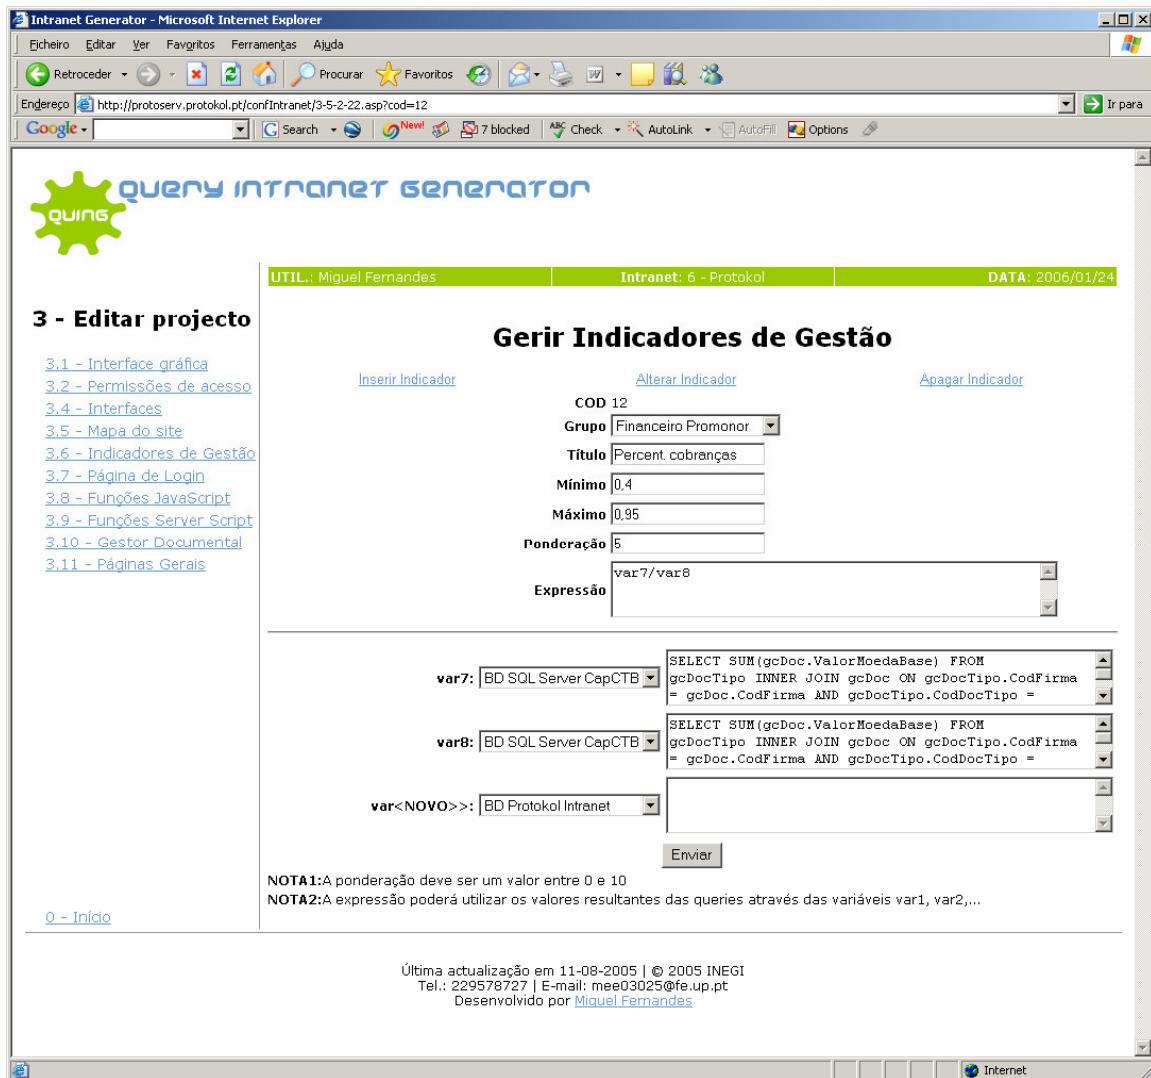 Intranet Generator - Microsoft Internet Explorer
Ficheiro Editar Ver Favoritos Ferramentas Ajuda
Retroceder Procurar Favoritos
Endereço http://protoserv.protokol.pt/confIntranet/3-5-2-22.asp?cod=12 Ir para
Google Search New! 7 blocked ABC Check AutoLink AutoFill Options
QUING QUERY INTRANET GENERATOR
UTIL.: Miguel Fernandes Intranet: 6 - Protokol DATA: 2006/01/24
3 - Editar projecto
3.1 - Interface gráfica
3.2 - Permissões de acesso
3.4 - Interfaces
3.5 - Mapa do site
3.6 - Indicadores de Gestão
3.7 - Página de Login
3.8 - Funções JavaScript
3.9 - Funções Server Script
3.10 - Gestor Documental
3.11 - Páginas Gerais
0 - Início
Gerir Indicadores de Gestão
Inserir Indicador Alterar Indicador Apagar Indicador
COD 12
Grupo Financeiro Promonor
Título Percent. cobranças
Mínimo 0,4
Máximo 0,95
Ponderação 5
Expressão var7/var8
var7: BD SQL Server CapCTB
SELECT SUM(gcDoc.ValorMoedaBase) FROM
gcDocTipo INNER JOIN gcDoc ON gcDocTipo.CodFirma
= gcDoc.CodFirma AND gcDocTipo.CodDocTipo =
var8: BD SQL Server CapCTB
SELECT SUM(gcDoc.ValorMoedaBase) FROM
gcDocTipo INNER JOIN gcDoc ON gcDocTipo.CodFirma
= gcDoc.CodFirma AND gcDocTipo.CodDocTipo =
var<NOVO>>: BD Protokol Intranet
Enviar
NOTA1:A ponderação deve ser um valor entre 0 e 10
NOTA2:A expressão poderá utilizar os valores resultantes das queries através das variáveis var1, var2,...
Última actualização em 11-08-2005 | © 2005 INEGI
Tel.: 229578727 | E-mail: mee03025@fe.up.pt
Desenvolvido por Miguel Fernandes
Internet